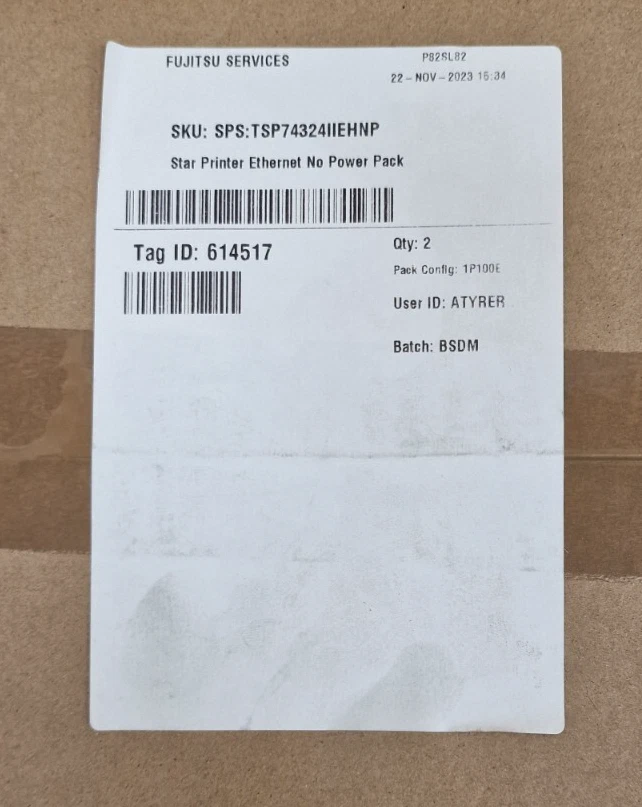 FUJITSU SERVICES
P82SL82
22-NOV-2023 15:34
SKU: SPS:TSP74324IIEHNP
Star Printer Ethernet No Power Pack
Tag ID: 614517
Qty: 2
Pack Config: 1P100E
User ID: ATYRER
Batch: BSDM